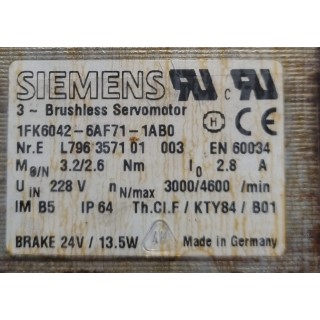 SIEMENS
3 ~ Brushless Servomotor
1FK6042-6AF71-1AB0
Nr.E L796 3571 01 003 EN 60034
M 0/N 3.2/2.6 Nm I0 2.8 A
U IN 228 V nN/max 3000/4600 /min
IM B5 IP 64 Th.Cl.F / KTY84 / B01
BRAKE 24V / 13.5W Made in Germany